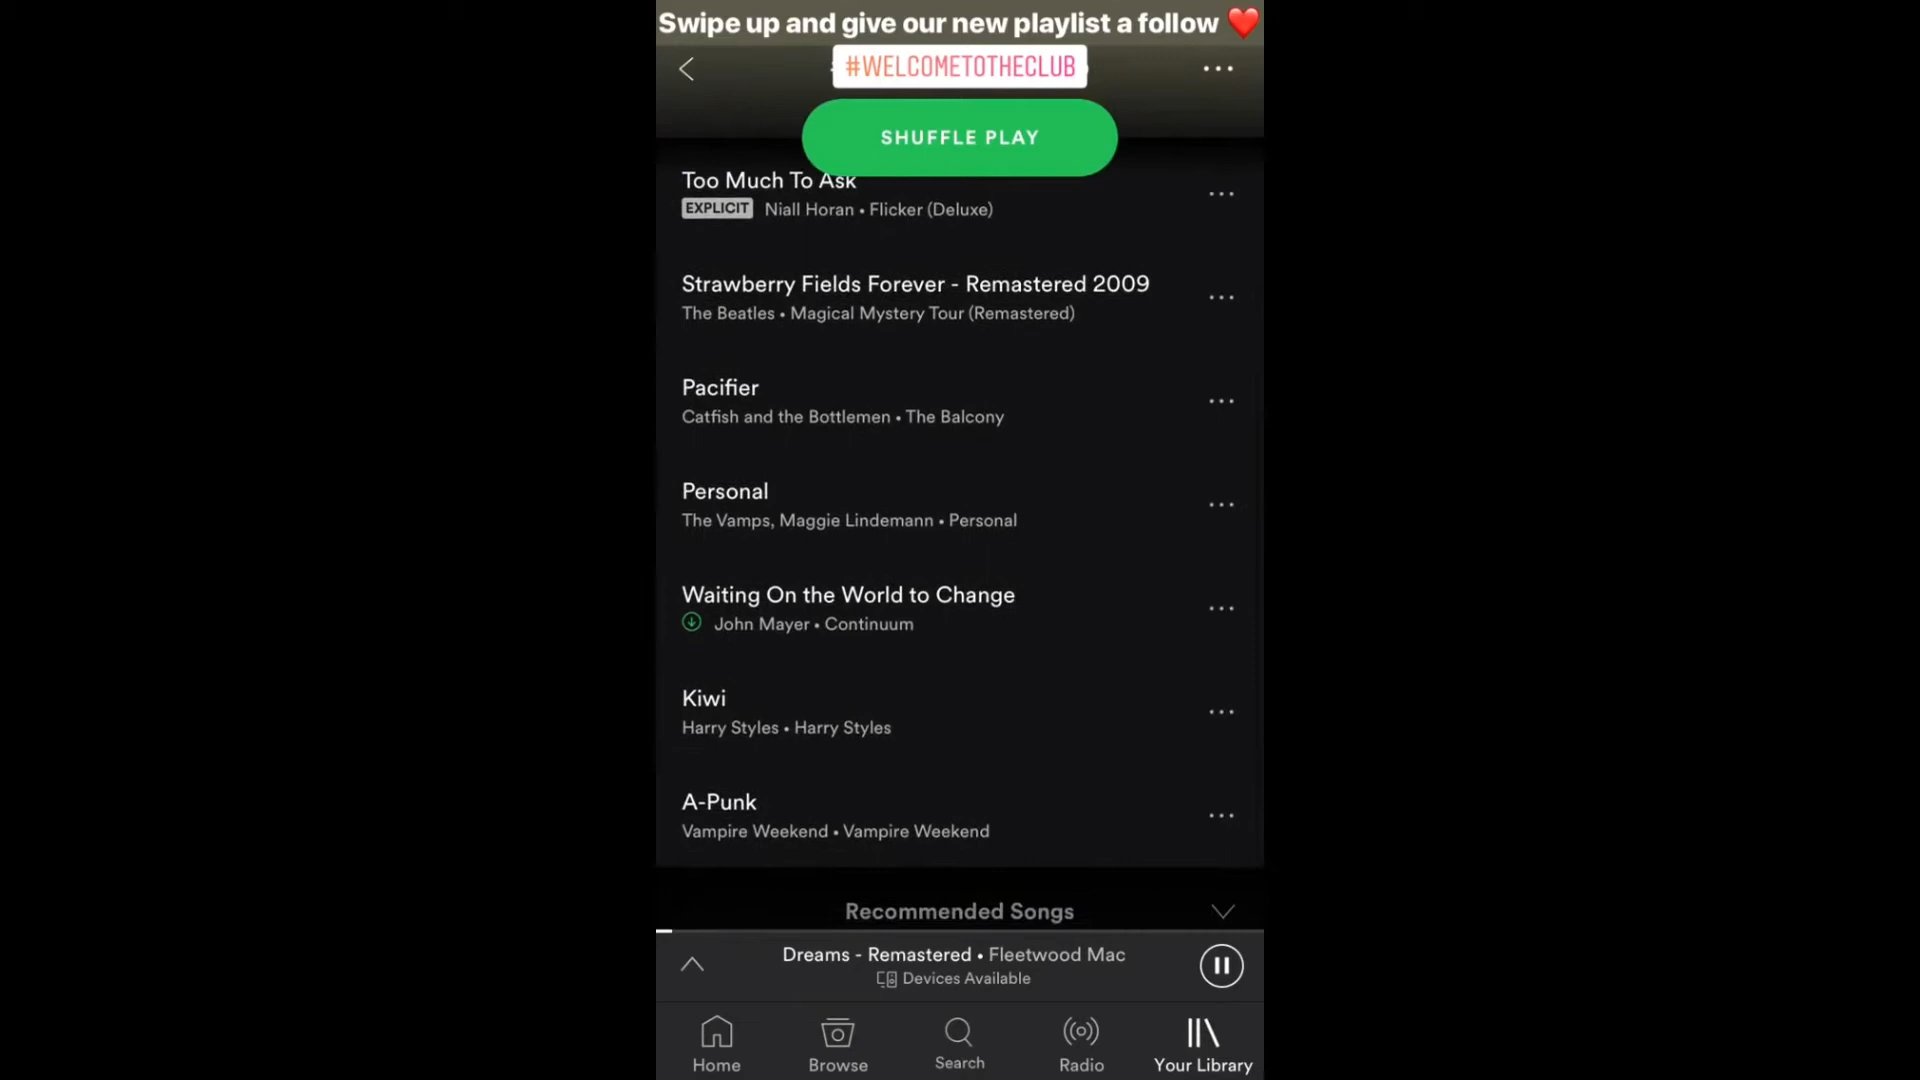 Swipe up and give our new playlist a follow ❤️
#WELCOMETOTHECLUB
SHUFFLE PLAY
Too Much To Ask
EXPLICIT Niall Horan • Flicker (Deluxe)
Strawberry Fields Forever - Remastered 2009
The Beatles • Magical Mystery Tour (Remastered)
Pacifier
Catfish and the Bottlemen • The Balcony
Personal
The Vamps, Maggie Lindemann • Personal
Waiting On the World to Change
John Mayer • Continuum
Kiwi
Harry Styles • Harry Styles
A-Punk
Vampire Weekend • Vampire Weekend
Recommended Songs
Dreams - Remastered • Fleetwood Mac
Devices Available
Home Browse Search Radio Your Library